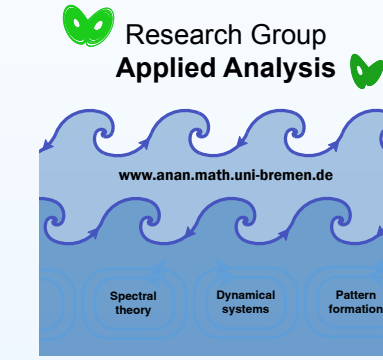 Research Group
Applied Analysis
www.anan.math.uni-bremen.de
Spectral
theory
Dynamical
systems
Pattern
formation